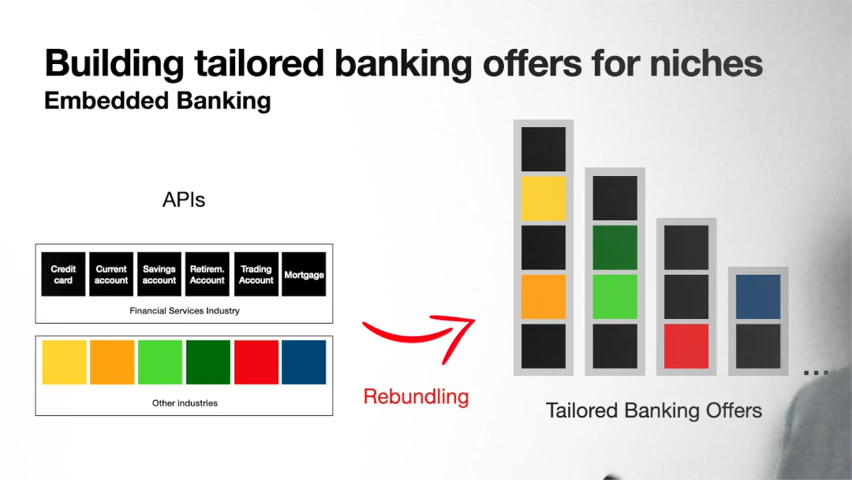 Building tailored banking offers for niches
Embedded Banking
APIs
Credit card
Current account
Savings account
Retirem. Account
Trading Account
Mortgage
Financial Services Industry
Other industries
Rebundling
Tailored Banking Offers
...